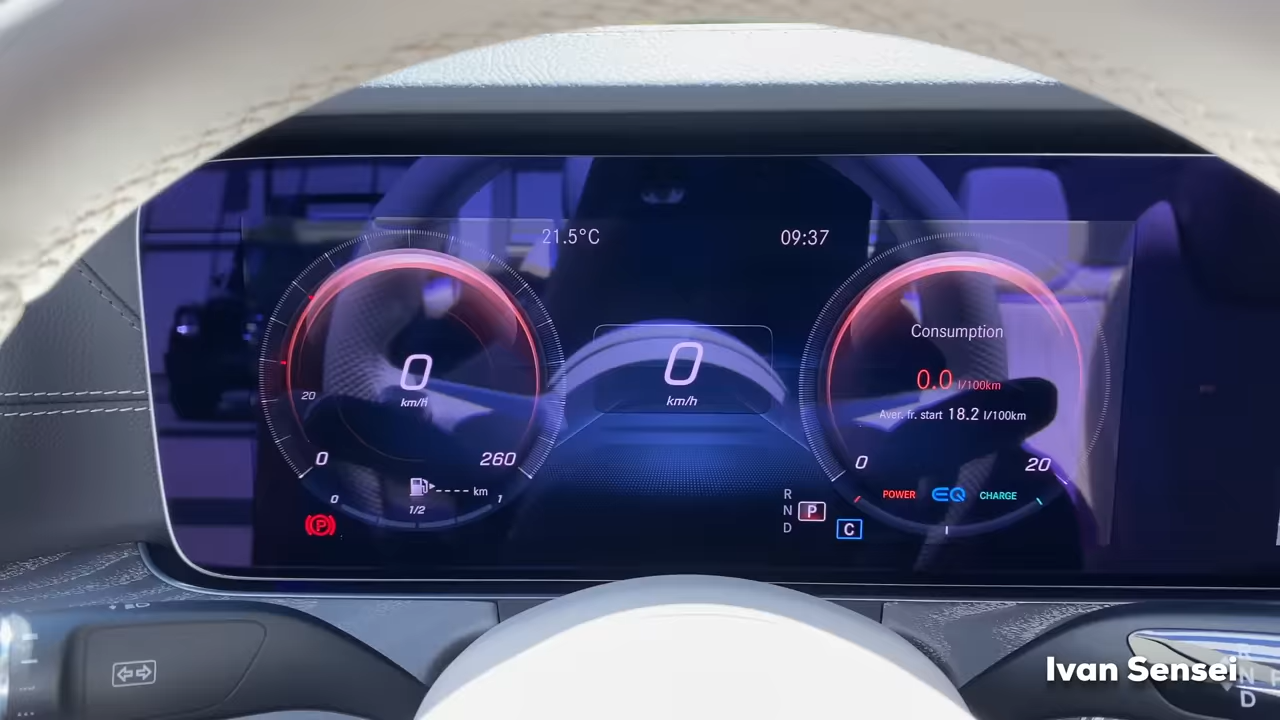 21.5°C
09:37
Consumption
0
km/h
0
km/h
0.0 l/100km
20
Aver. fr. start 18.2 l/100km
0
260
0
20
---- km
0
1/2
1
POWER
EQ
CHARGE
R
N
D
P
C
P
Ivan Sensei
N
D